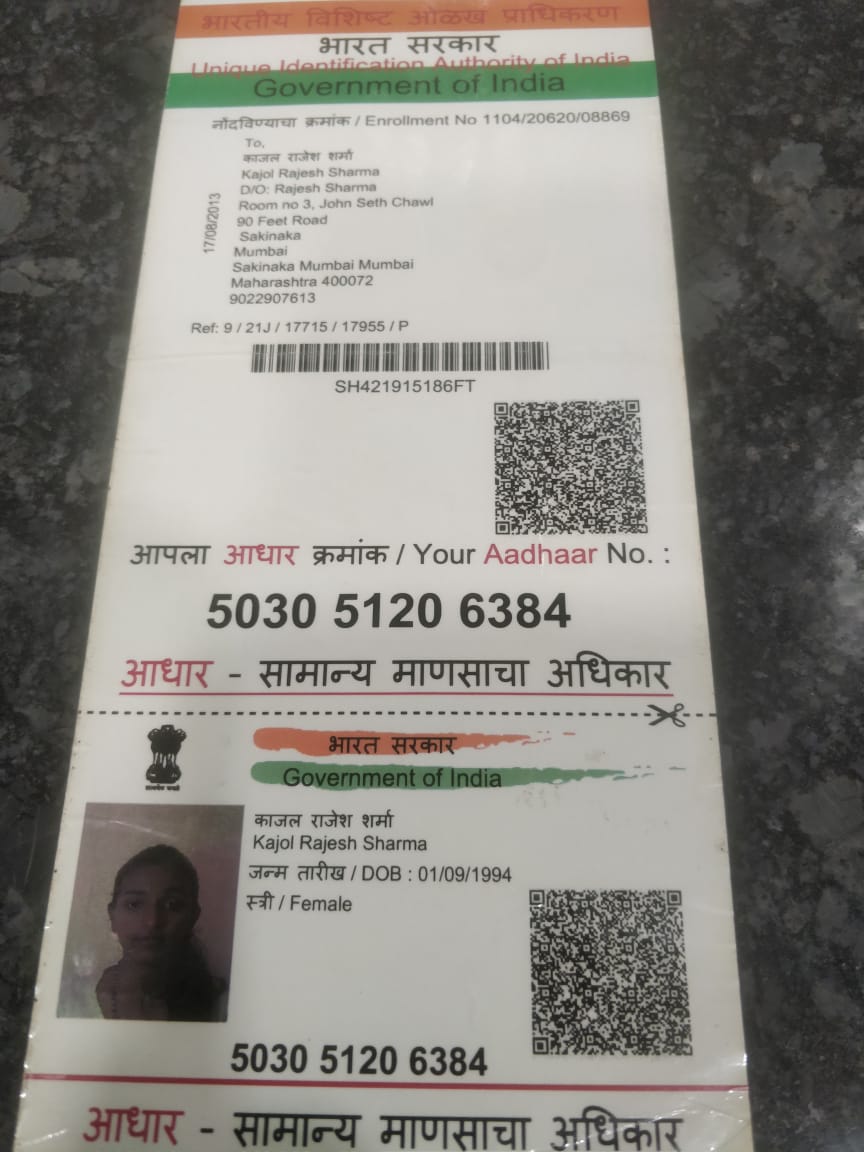 भारतीय विशिष्ट ओळख प्राधिकरण
भारत सरकार
Unique Identification Authority of India
Government of India
नोंदविण्याचा क्रमांक / Enrollment No 1104/20620/08869
To,
काजल राजेश शर्मा
Kajol Rajesh Sharma
D/O: Rajesh Sharma
Room no 3, John Seth Chawl
90 Feet Road
Sakinaka
Mumbai
Sakinaka Mumbai Mumbai
Maharashtra 400072
9022907613
17/08/2013
Ref: 9 / 21J / 17715 / 17955 / P
SH421915186FT
आपला आधार क्रमांक / Your Aadhaar No. :
5030 5120 6384
आधार - सामान्य माणसाचा अधिकार
भारत सरकार
Government of India
सत्यमेव जयते
काजल राजेश शर्मा
Kajol Rajesh Sharma
जन्म तारीख / DOB : 01/09/1994
स्त्री / Female
5030 5120 6384
आधार - सामान्य माणसाचा अधिकार